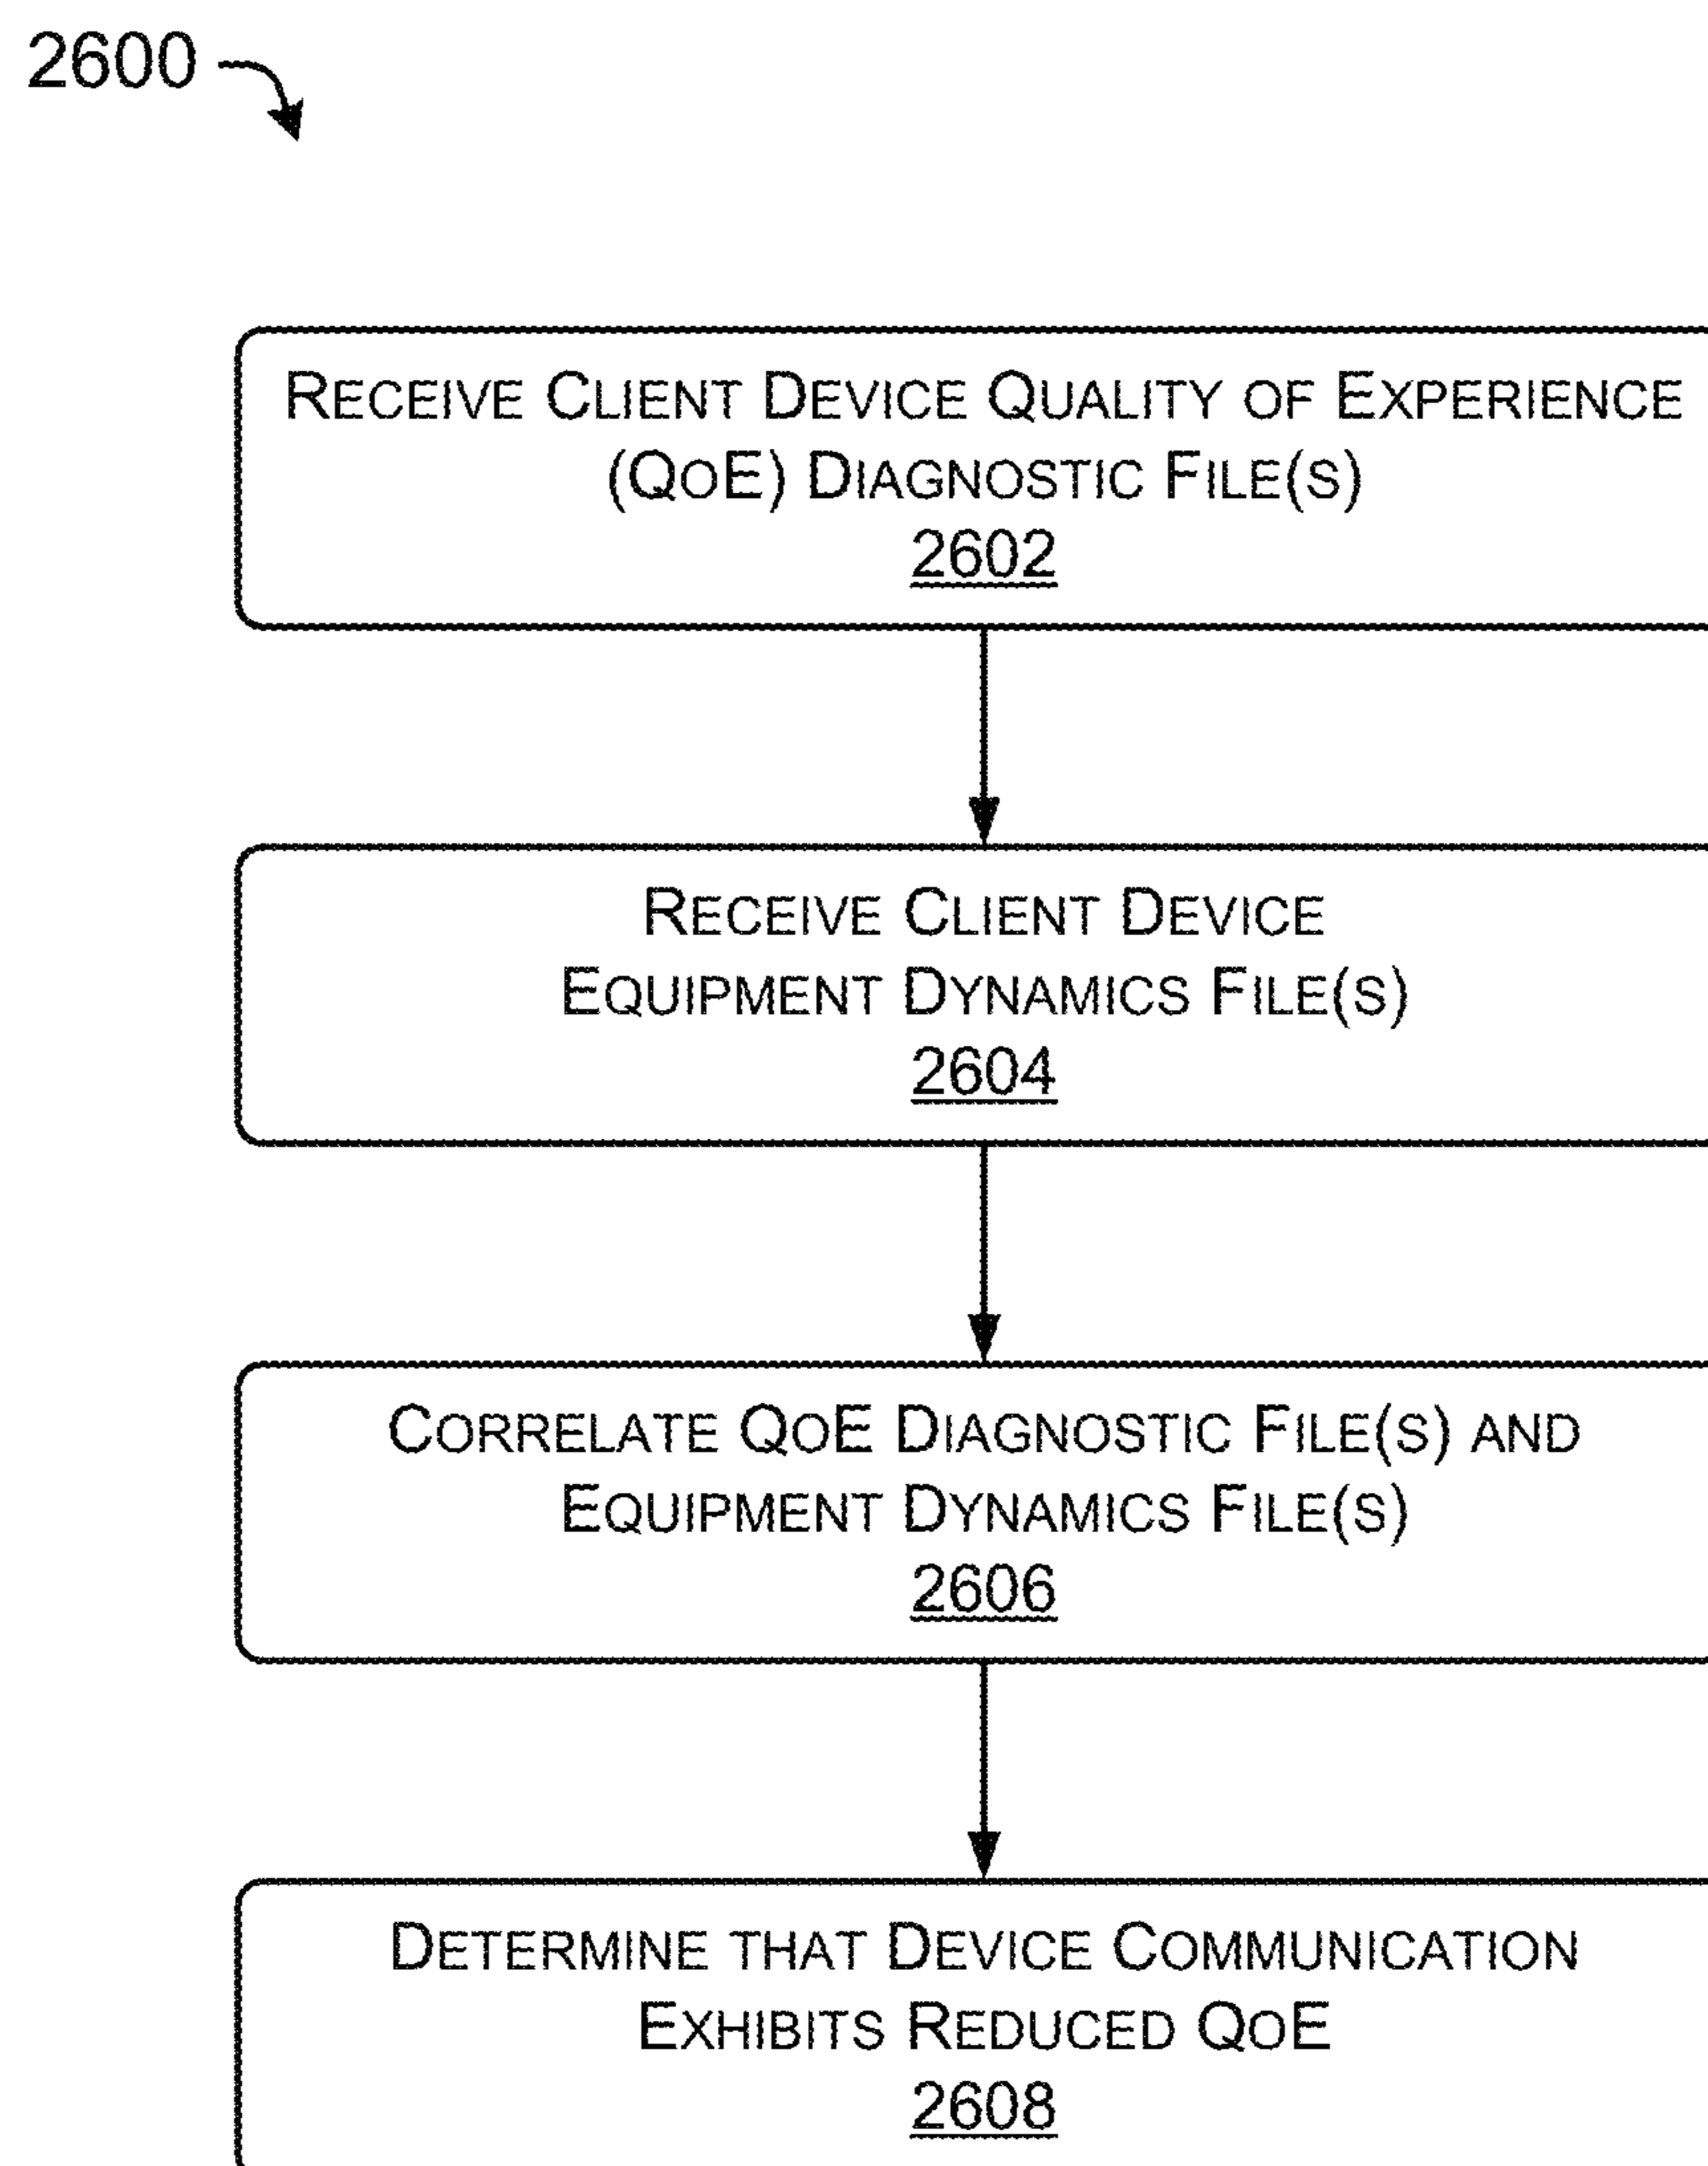 2600
RECEIVE CLIENT DEVICE QUALITY OF EXPERIENCE
(QOE) DIAGNOSTIC FILE(S)
2602
RECEIVE CLIENT DEVICE
EQUIPMENT DYNAMICS FILE(S)
2604
CORRELATE QOE DIAGNOSTIC FILE(S) AND
EQUIPMENT DYNAMICS FILE(S)
2606
DETERMINE THAT DEVICE COMMUNICATION
EXHIBITS REDUCED QOE
2608